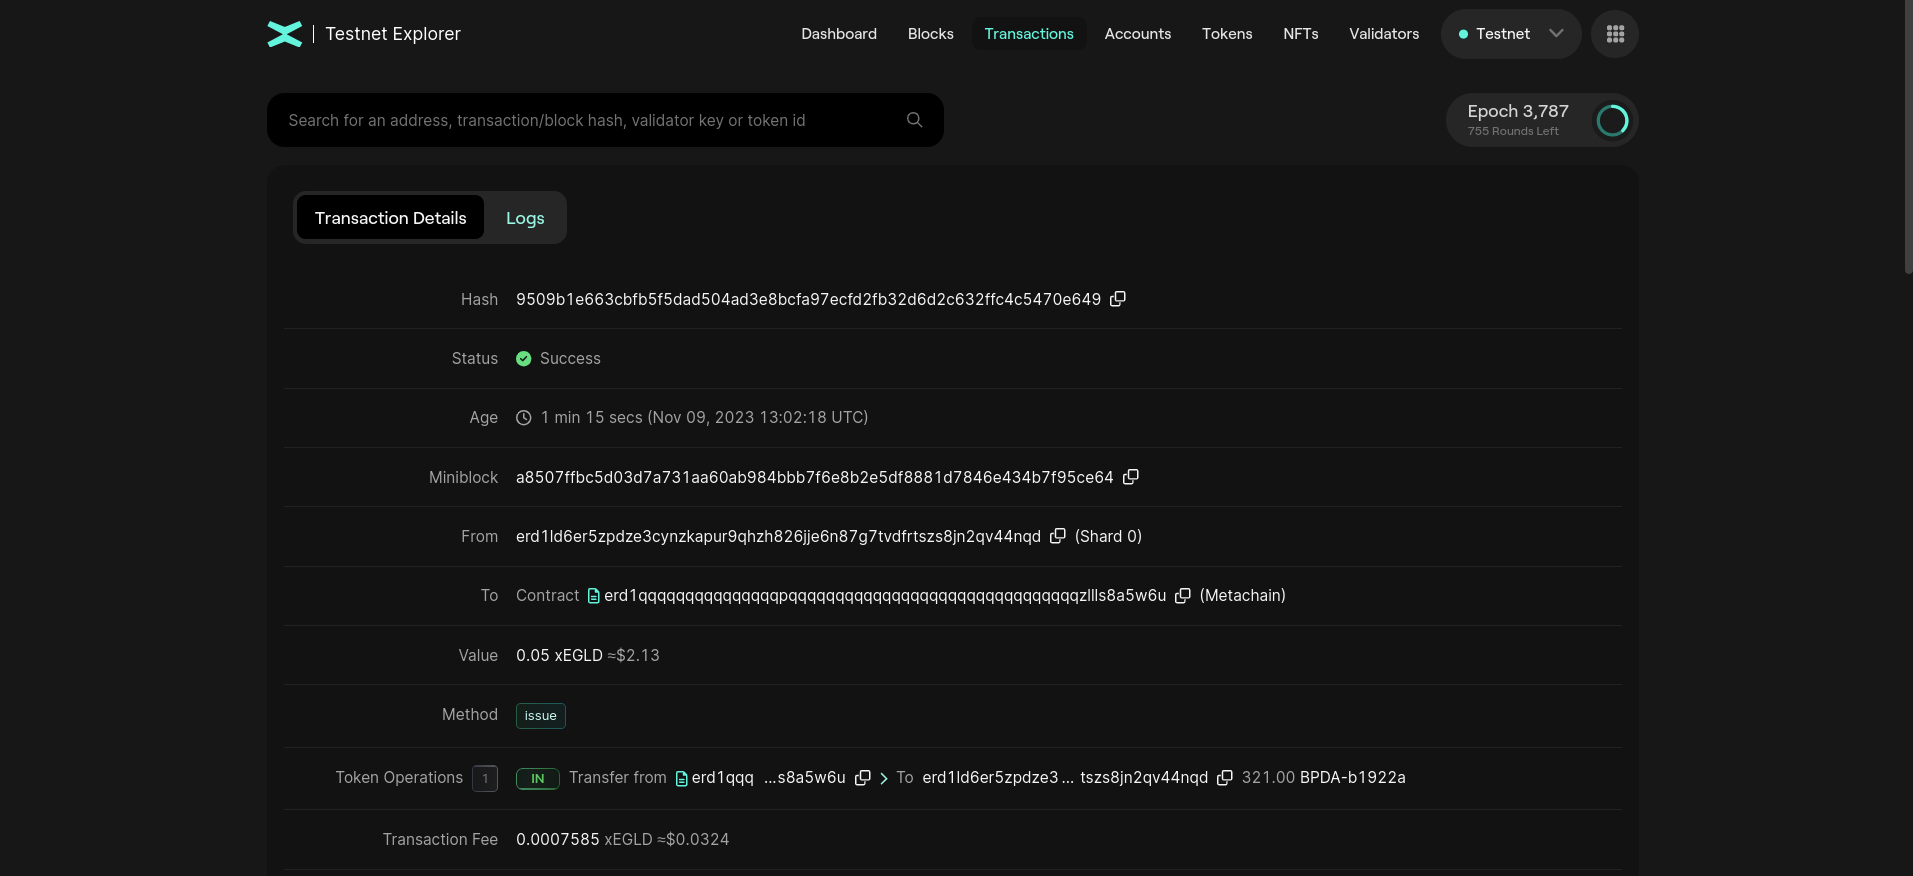 Testnet Explorer
Dashboard Blocks Transactions Accounts Tokens NFTs Validators Testnet
Search for an address, transaction/block hash, validator key or token id
Epoch 3,787
755 Rounds Left
Transaction Details Logs
Hash 9509b1e663cbfb5f5dad504ad3e8bcfa97ecfd2fb32d6d2c632ffc4c5470e649
Status Success
Age 1 min 15 secs (Nov 09, 2023 13:02:18 UTC)
Miniblock a8507ffbc5d03d7a731aa60ab984bbb7f6e8b2e5df8881d7846e434b7f95ce64
From erd1ld6er5zpdze3cynzkapur9qhzh826jje6n87g7tvdfrtszs8jn2qv44nqd (Shard 0)
To Contract erd1qqqqqqqqqqqqqqqpqqqqqqqqqqqqqqqqqqqqqqqqqqqqqqqzllls8a5w6u (Metachain)
Value 0.05 xEGLD ≈$2.13
Method issue
Token Operations 1 IN Transfer from erd1qqq ...s8a5w6u To erd1ld6er5zpdze3... tszs8jn2qv44nqd 321.00 BPDA-b1922a
Transaction Fee 0.0007585 xEGLD ≈$0.0324